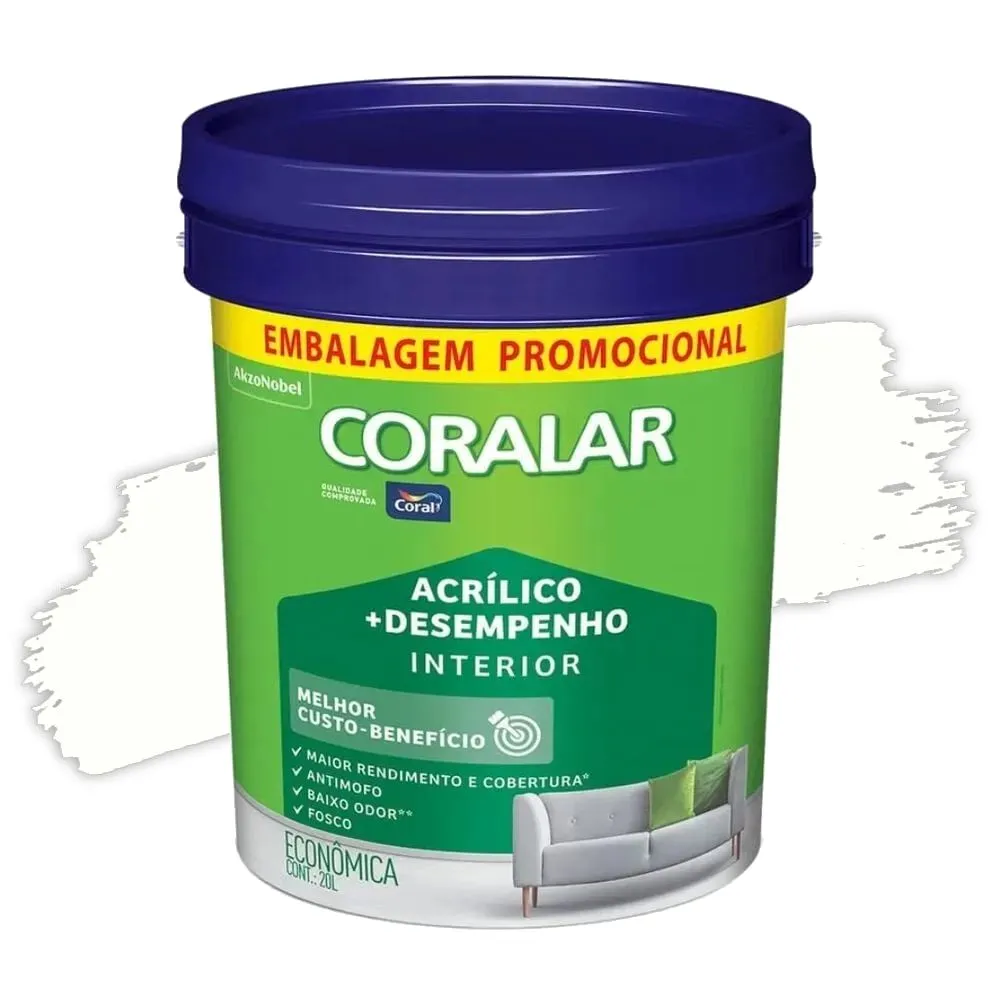 EMBALAGEM PROMOCIONAL
AkzoNobel
CORALAR
QUALIDADE
COMPROVADA
Coral
ACRÍLICO
+DESEMPENHO
INTERIOR
MELHOR
CUSTO-BENEFÍCIO
✓ MAIOR RENDIMENTO E COBERTURA*
✓ ANTIMOFO
✓ BAIXO ODOR**
✓ FOSCO
ECONÔMICA
CONT.: 20L